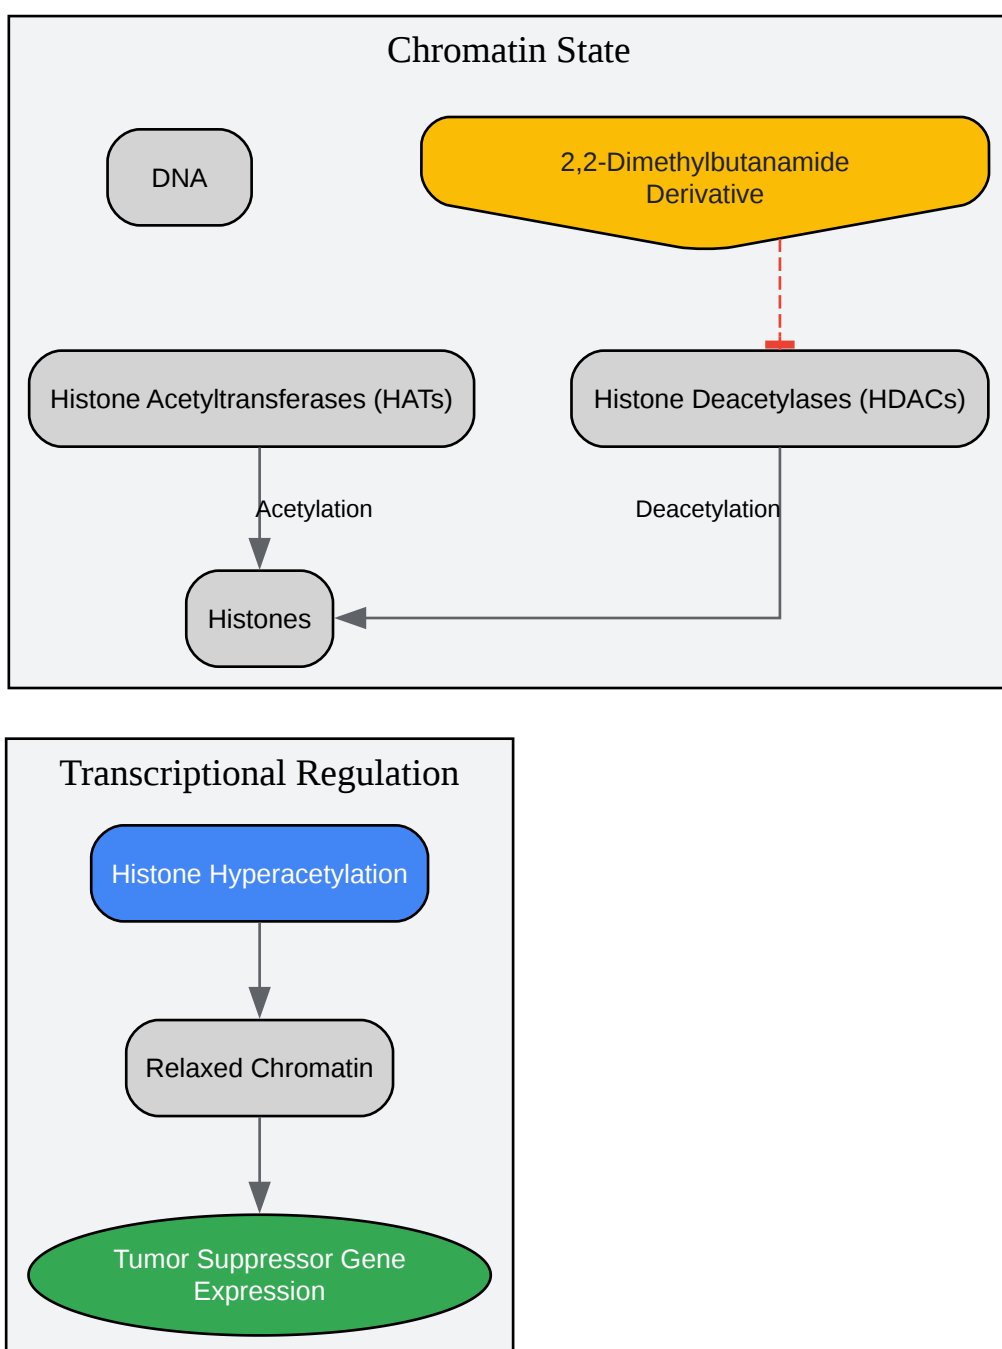 Chromatin State
DNA
2,2-Dimethylbutanamide
Derivative
Histone Acetyltransferases (HATs)
Histone Deacetylases (HDACs)
Acetylation
Deacetylation
Histones
Transcriptional Regulation
Histone Hyperacetylation
Relaxed Chromatin
Tumor Suppressor Gene
Expression